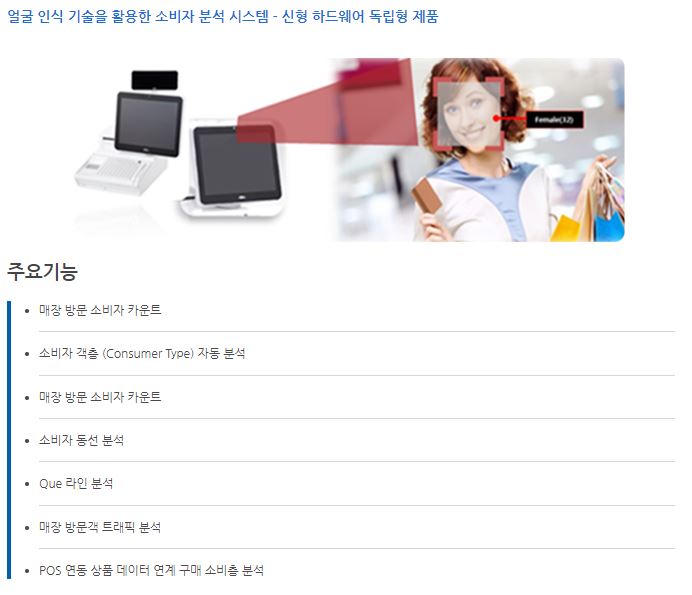 얼굴 인식 기술을 활용한 소비자 분석 시스템 - 신형 하드웨어 독립형 제품
Female(32)
주요기능
매장 방문 소비자 카운트
소비자 객층 (Consumer Type) 자동 분석
매장 방문 소비자 카운트
소비자 동선 분석
Que 라인 분석
매장 방문객 트래픽 분석
POS 연동 상품 데이터 연계 구매 소비층 분석